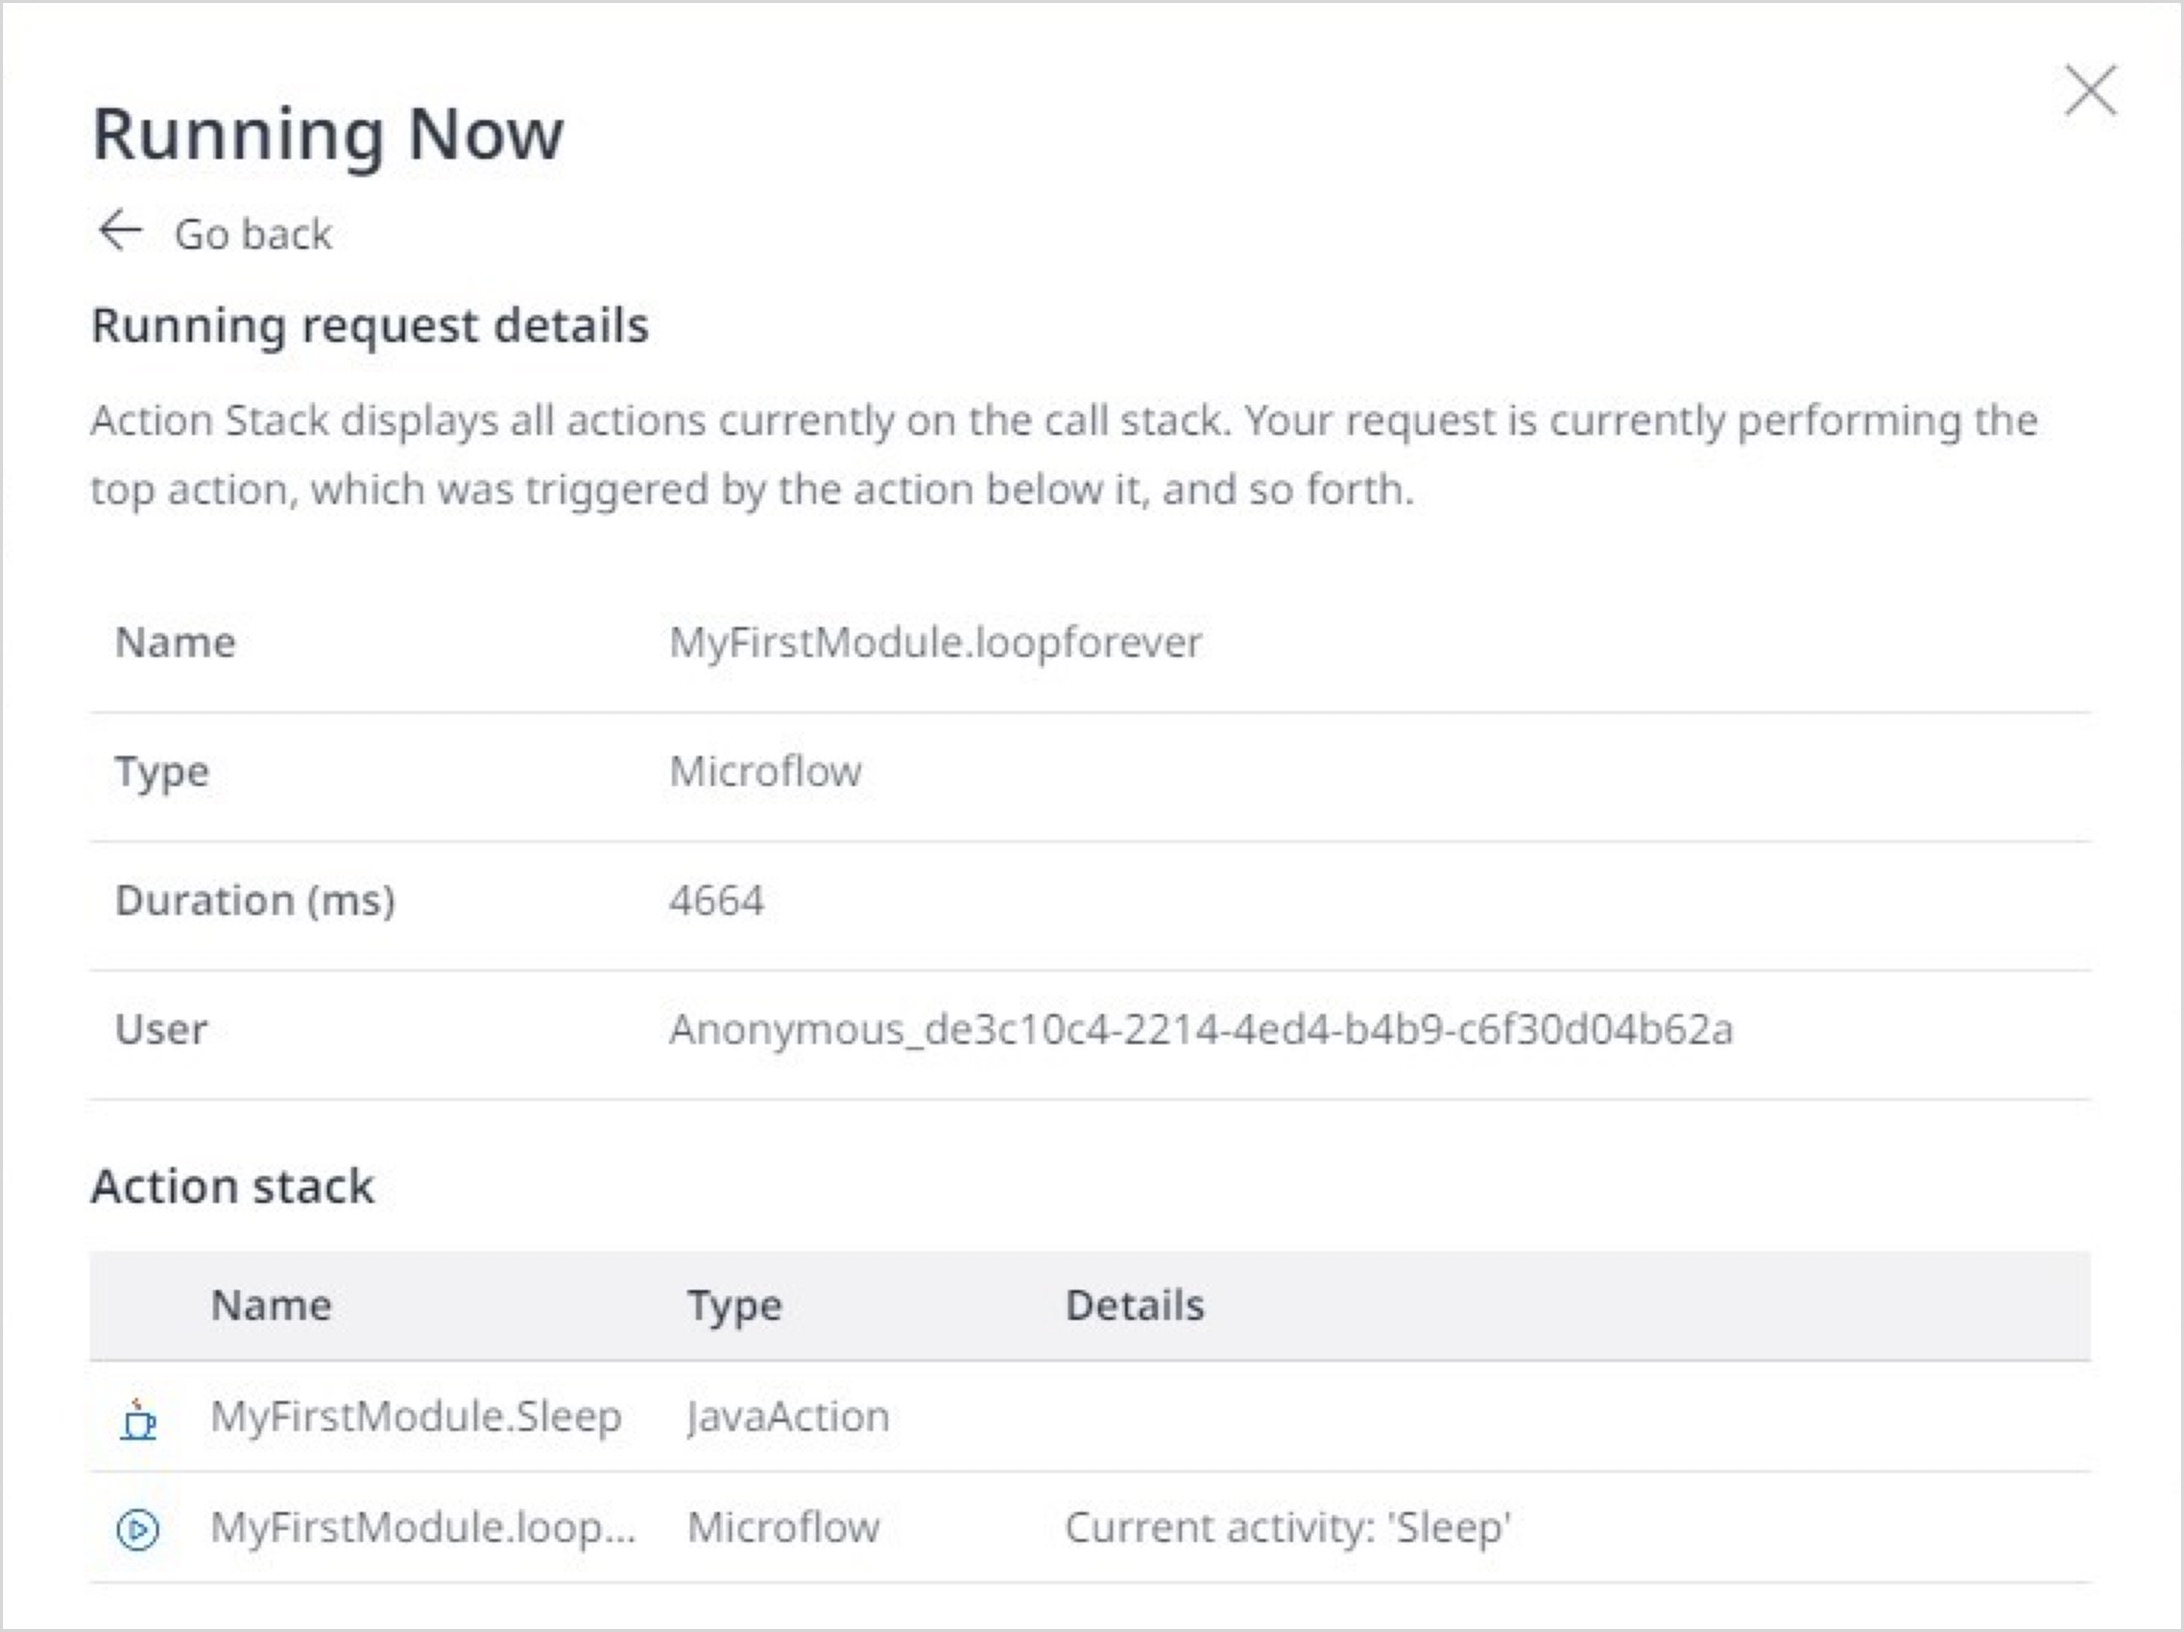 Running Now
Go back
Running request details
Action Stack displays all actions currently on the call stack. Your request is currently performing the
top action, which was triggered by the action below it, and so forth.
Name MyFirstModule.loopforever
Type Microflow
Duration (ms) 4664
User Anonymous_de3c10c4-2214-4ed4-b4b9-c6f30d04b62a
Action stack
Name Type Details
MyFirstModule.Sleep JavaAction
MyFirstModule.loop... Microflow Current activity: 'Sleep'